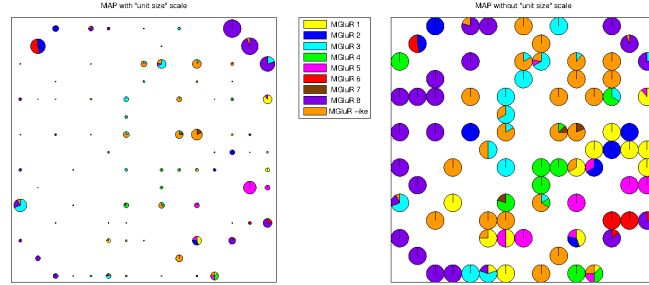 MAP with "unit size" scale
MAP without "unit size" scale
MGluR 1
MGluR 2
MGluR 3
MGluR 4
MGluR 5
MGluR 6
MGluR 7
MGluR 8
MGluR -like